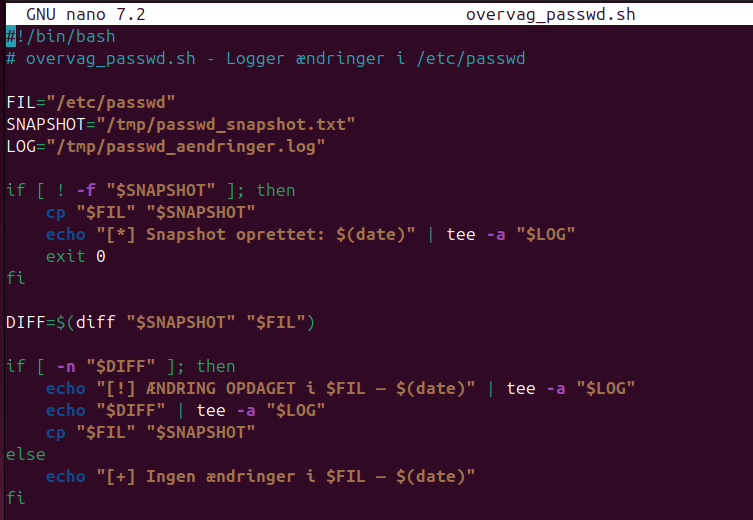 GNU nano 7.2 overvag_passwd.sh
#!/bin/bash
# overvag_passwd.sh - Logger ændringer i /etc/passwd
FIL="/etc/passwd"
SNAPSHOT="/tmp/passwd_snapshot.txt"
LOG="/tmp/passwd_aendringer.log"
if [ ! -f "$SNAPSHOT" ]; then
    cp "$FIL" "$SNAPSHOT"
    echo "[*] Snapshot oprettet: $(date)" | tee -a "$LOG"
    exit 0
fi
DIFF=$(diff "$SNAPSHOT" "$FIL")
if [ -n "$DIFF" ]; then
    echo "[!] ÆNDRING OPDAGET i $FIL — $(date)" | tee -a "$LOG"
    echo "$DIFF" | tee -a "$LOG"
    cp "$FIL" "$SNAPSHOT"
else
    echo "[+] Ingen ændringer i $FIL — $(date)"
fi